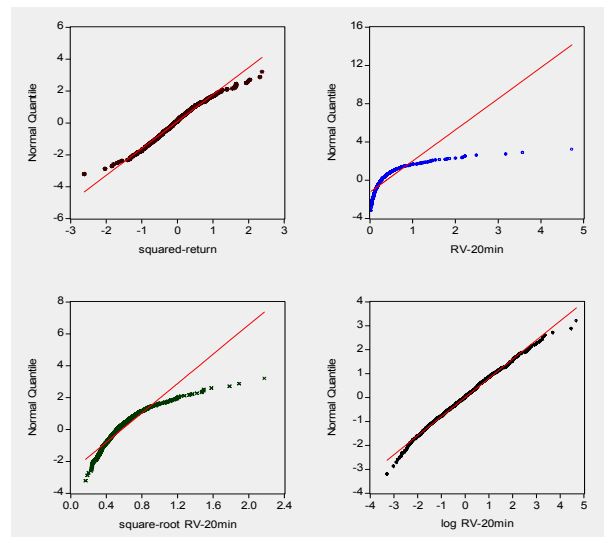 6
4
2
0
-2
-4
-6
Normal Quantile
-3 -2 -1 0 1 2 3
squared-return
16
12
8
4
0
-4
Normal Quantile
0 1 2 3 4 5
RV-20min
8
6
4
2
0
-2
-4
Normal Quantile
0.0 0.4 0.8 1.2 1.6 2.0 2.4
square-root RV-20min
4
3
2
1
0
-1
-2
-3
-4
Normal Quantile
-4 -3 -2 -1 0 1 2 3 4 5
log RV-20min